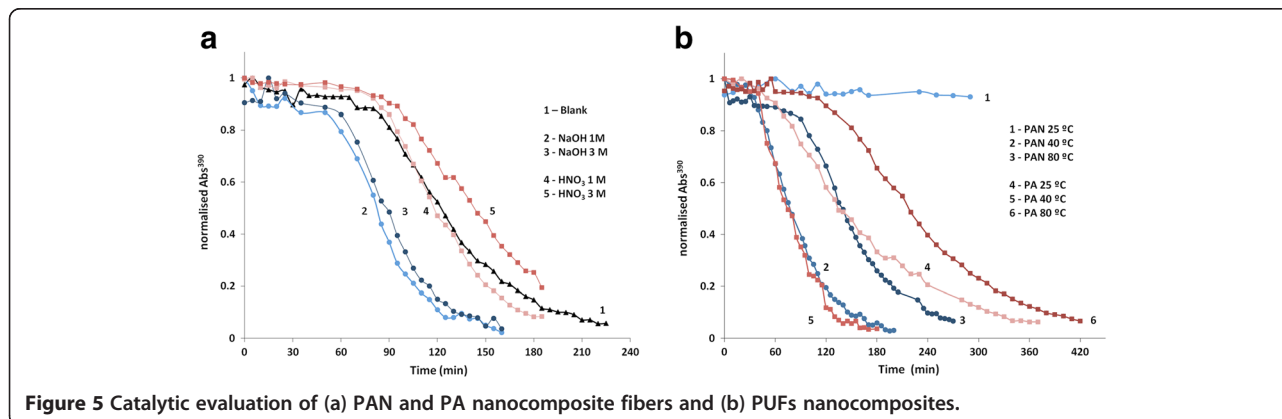 a
normalised Abs³⁹⁰
1
0.8
0.6
0.4
0.2
0
0 30 60 90 120 150 180 210 240
Time (min)
1 – Blank
2 - NaOH 1M
3 - NaOH 3 M
4 - HNO₃ 1 M
5 - HNO₃ 3 M
2
3
4
5
1
b
normalised Abs³⁹⁰
1
0.8
0.6
0.4
0.2
0
0 60 120 180 240 300 360 420
Time (min)
1 - PAN 25 ºC
2 - PAN 40 ºC
3 - PAN 80 ºC
4 - PA 25 ºC
5 - PA 40 ºC
6 - PA 80 ºC
1
2
4
5
3
6
Figure 5 Catalytic evaluation of (a) PAN and PA nanocomposite fibers and (b) PUFs nanocomposites.